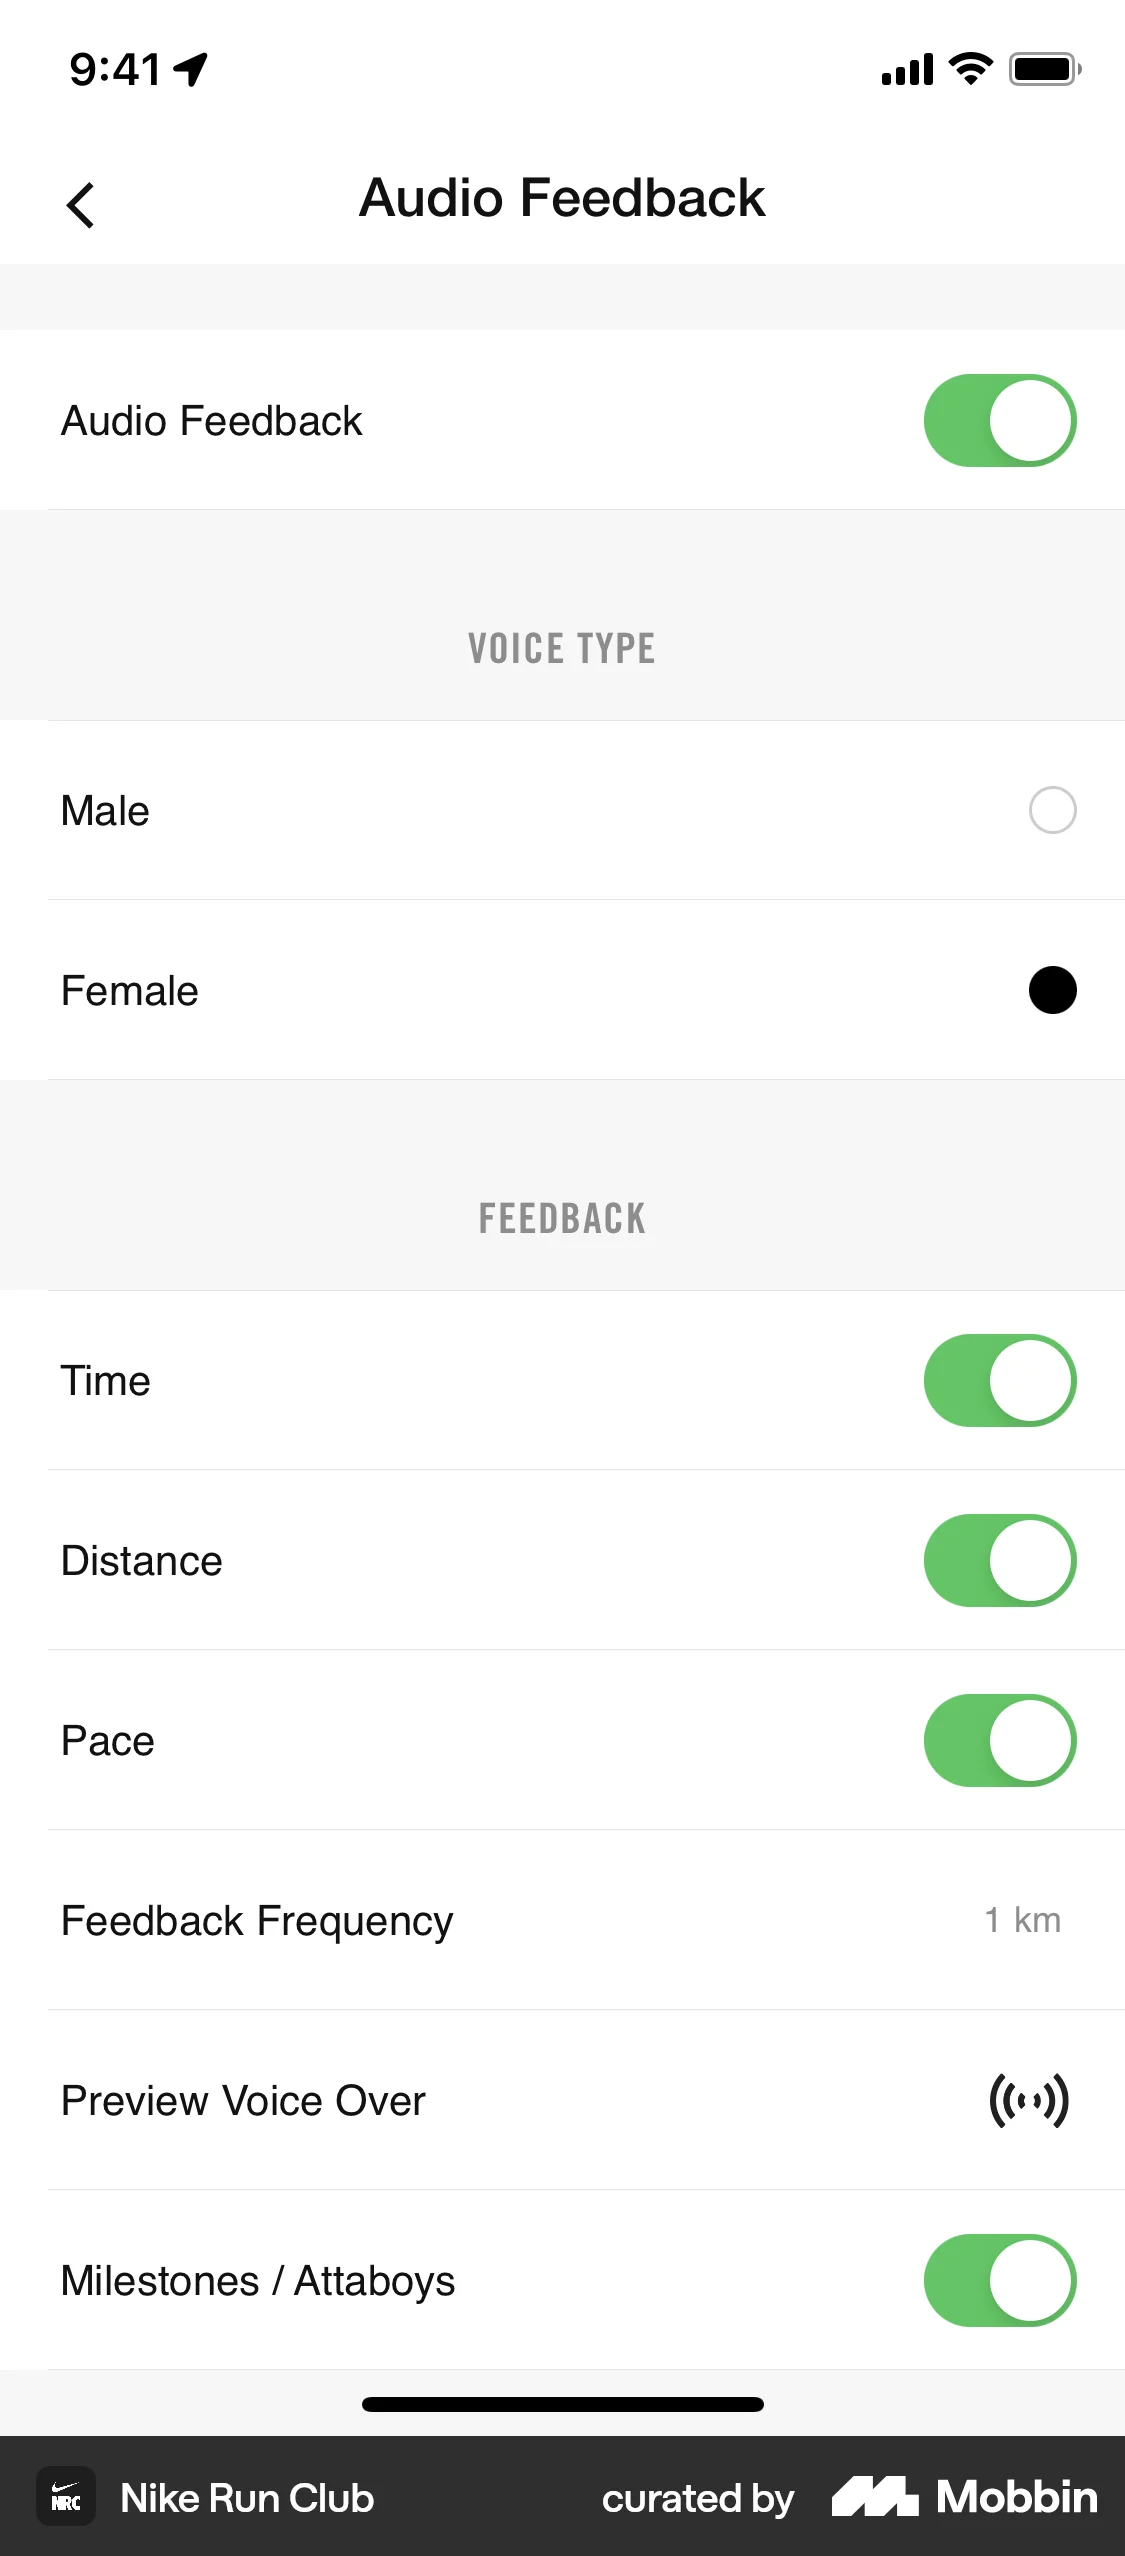 9:41
Audio Feedback
Audio Feedback
VOICE TYPE
Male
Female
FEEDBACK
Time
Distance
Pace
Feedback Frequency 1 km
Preview Voice Over
Milestones / Attaboys
NRC Nike Run Club curated by Mobbin